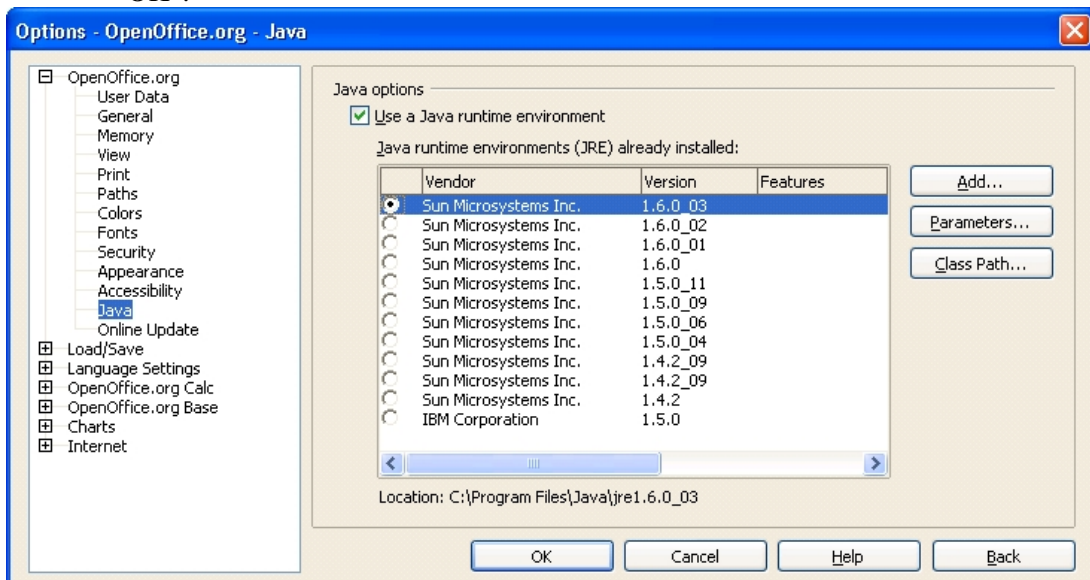 Options - OpenOffice.org - Java
OpenOffice.org
User Data
General
Memory
View
Print
Paths
Colors
Fonts
Security
Appearance
Accessibility
Java
Online Update
Load/Save
Language Settings
OpenOffice.org Calc
OpenOffice.org Base
Charts
Internet
Java options
Use a Java runtime environment
Java runtime environments (JRE) already installed:
Vendor Version Features
Sun Microsystems Inc. 1.6.0_03
Sun Microsystems Inc. 1.6.0_02
Sun Microsystems Inc. 1.6.0_01
Sun Microsystems Inc. 1.6.0
Sun Microsystems Inc. 1.5.0_11
Sun Microsystems Inc. 1.5.0_09
Sun Microsystems Inc. 1.5.0_06
Sun Microsystems Inc. 1.5.0_04
Sun Microsystems Inc. 1.4.2_09
Sun Microsystems Inc. 1.4.2_09
Sun Microsystems Inc. 1.4.2
IBM Corporation 1.5.0
Location: C:\Program Files\Java\jre1.6.0_03
Add...
Parameters...
Class Path...
OK Cancel Help Back